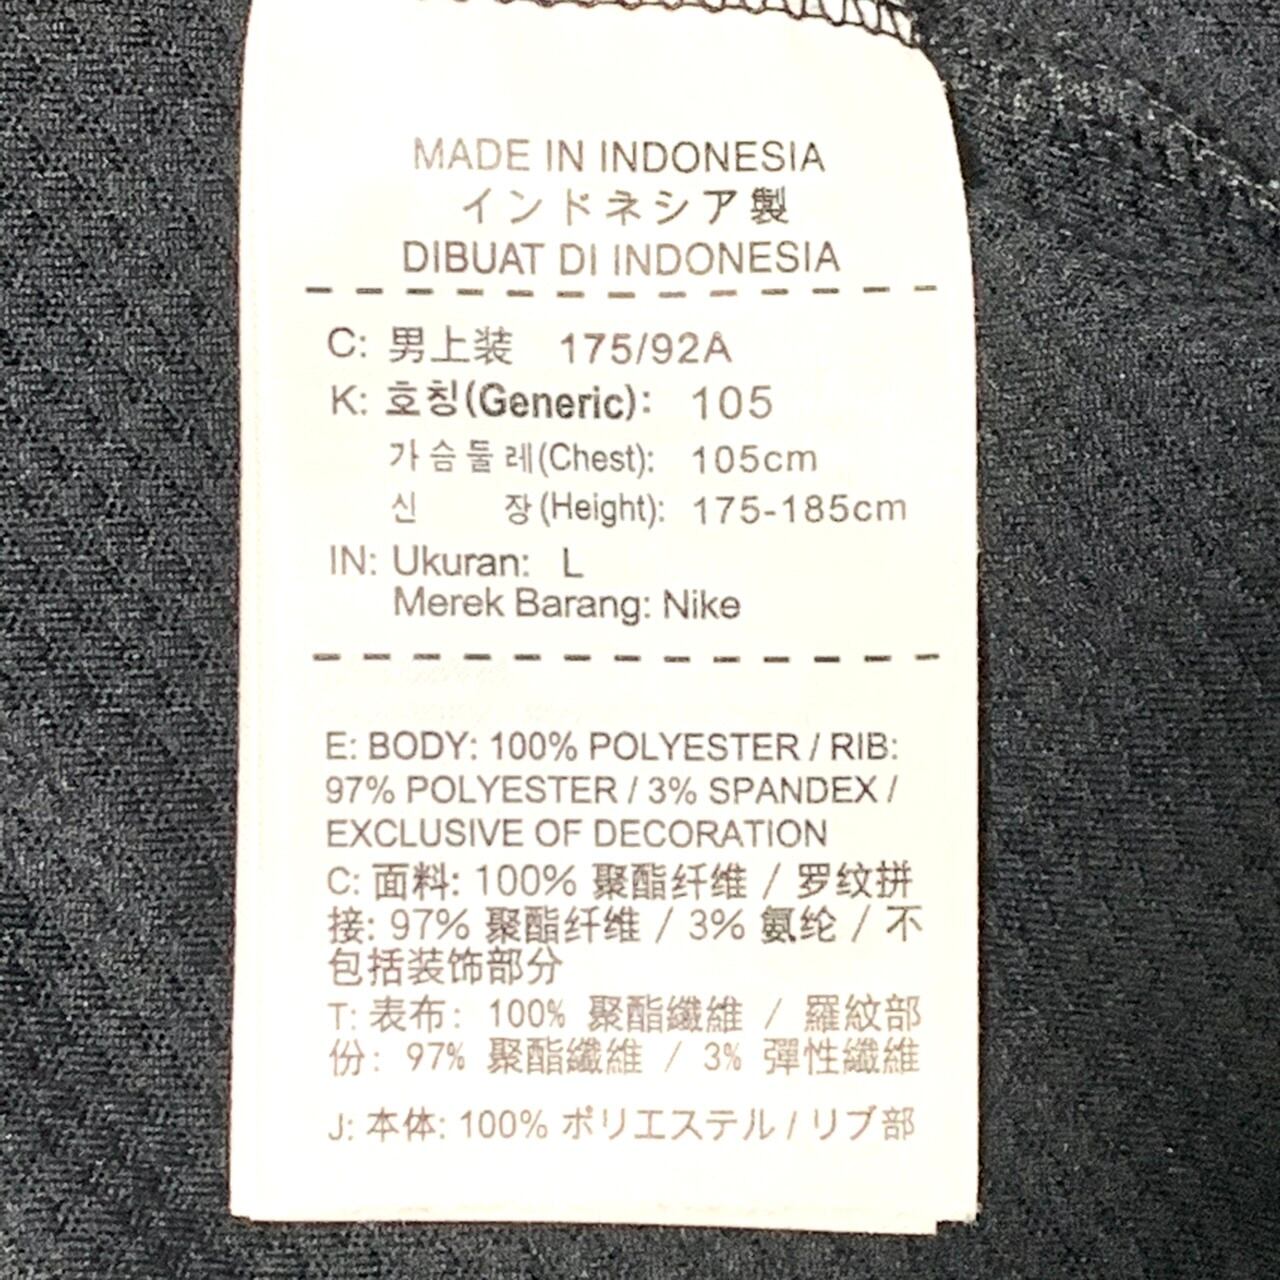 MADE IN INDONESIA
インドネシア製
DIBUAT DI INDONESIA
C: 男上装 175/92A
K: 호칭(Generic): 105
가슴둘레(Chest): 105cm
신 장(Height): 175-185cm
IN: Ukuran: L
Merek Barang: Nike
E: BODY: 100% POLYESTER / RIB:
97% POLYESTER / 3% SPANDEX /
EXCLUSIVE OF DECORATION
C: 面料: 100% 聚酯纤维 / 罗纹拼
接: 97% 聚酯纤维 / 3% 氨纶 / 不
包括装饰部分
T: 表布: 100% 聚酯纖維 / 羅紋部
份: 97% 聚酯纖維 / 3% 彈性纖維
J: 本体: 100% ポリエステル / リブ部